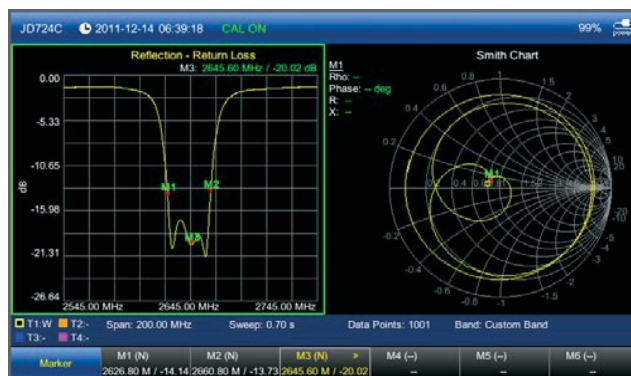 JD724C 2011-12-14 06:39:18 CAL ON 99%
Reflection - Return Loss
M3: 2645.60 MHz / -20.02 dB
0.00
-5.33
-10.65
-15.98
-21.31
-26.64
dB
M1
M2
M3
2545.00 MHz 2645.00 MHz 2745.00 MHz
M1
Rho: --
Phase: -- deg
R: --
X: --
Smith Chart
M1
T1:W T2:- Span: 200.00 MHz Sweep: 0.70 s Data Points: 1001 Band: Custom Band
T3:- T4:-
Marker
M1 (N) M2 (N) M3 (N) > M4 (--) M5 (--) M6 (--)
2626.80 M / -14.14 2660.80 M / -13.73 2645.60 M / -20.02 -- -- --